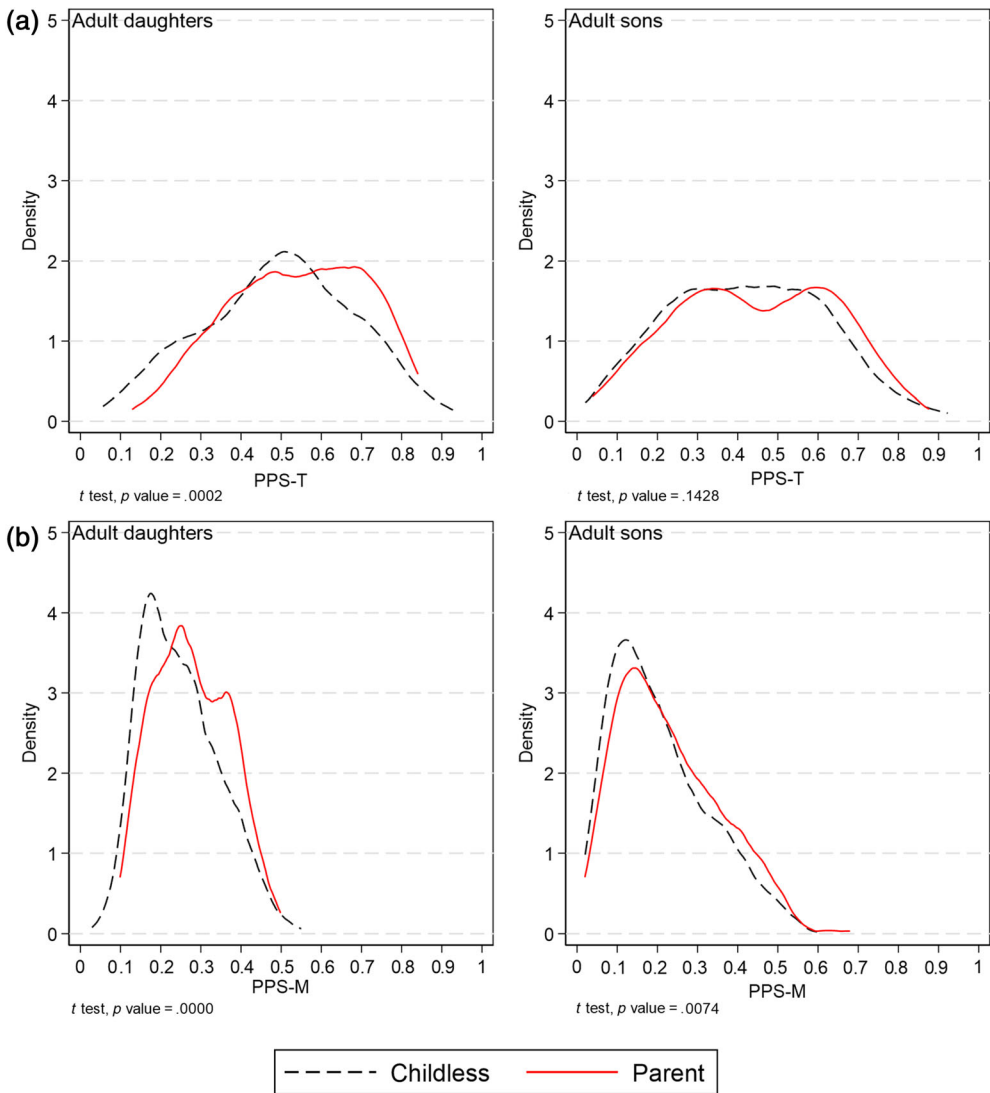 (a)
Adult daughters
5
4
3
2
1
0
Density
0 0.1 0.2 0.3 0.4 0.5 0.6 0.7 0.8 0.9 1
PPS-T
t test, p value = .0002
Adult sons
5
4
3
2
1
0
Density
0 0.1 0.2 0.3 0.4 0.5 0.6 0.7 0.8 0.9 1
PPS-T
t test, p value = .1428
(b)
Adult daughters
5
4
3
2
1
0
Density
0 0.1 0.2 0.3 0.4 0.5 0.6 0.7 0.8 0.9 1
PPS-M
t test, p value = .0000
Adult sons
5
4
3
2
1
0
Density
0 0.1 0.2 0.3 0.4 0.5 0.6 0.7 0.8 0.9 1
PPS-M
t test, p value = .0074
Childless Parent